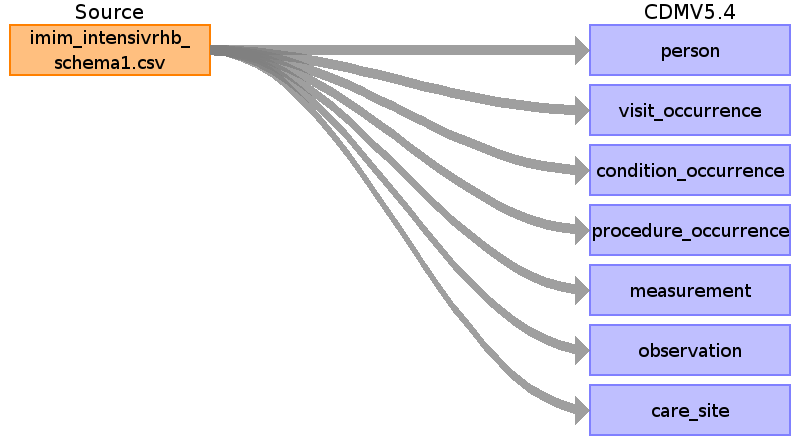 Source
CDMV5.4
imim_intensivrhb_
schema1.csv
person
visit_occurrence
condition_occurrence
procedure_occurrence
measurement
observation
care_site